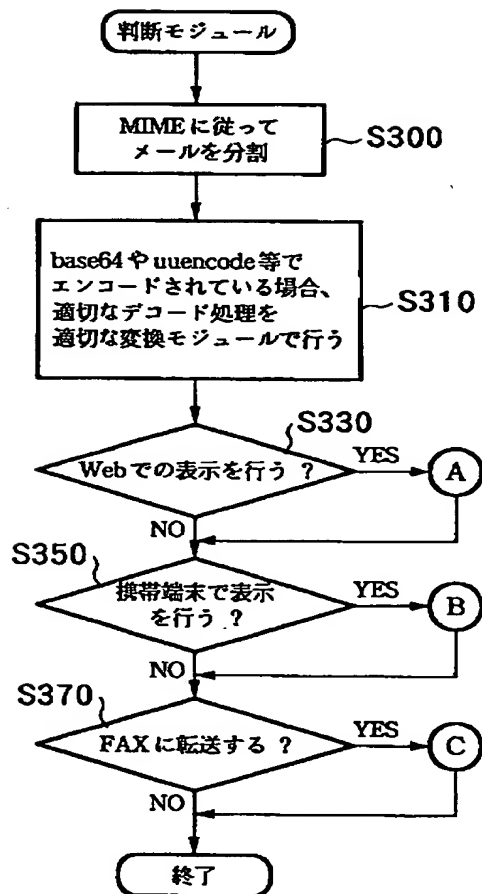 判断モジュール
MIMEに従って
メールを分割
S300
base64やuuencode等で
エンコードされている場合、
適切なデコード処理を
適切な変換モジュールで行う
S310
S330
Webでの表示を行う ?
YES
A
NO
S350
携帯端末で表示
を行う ?
YES
B
NO
S370
FAXに転送する ?
YES
C
NO
終了